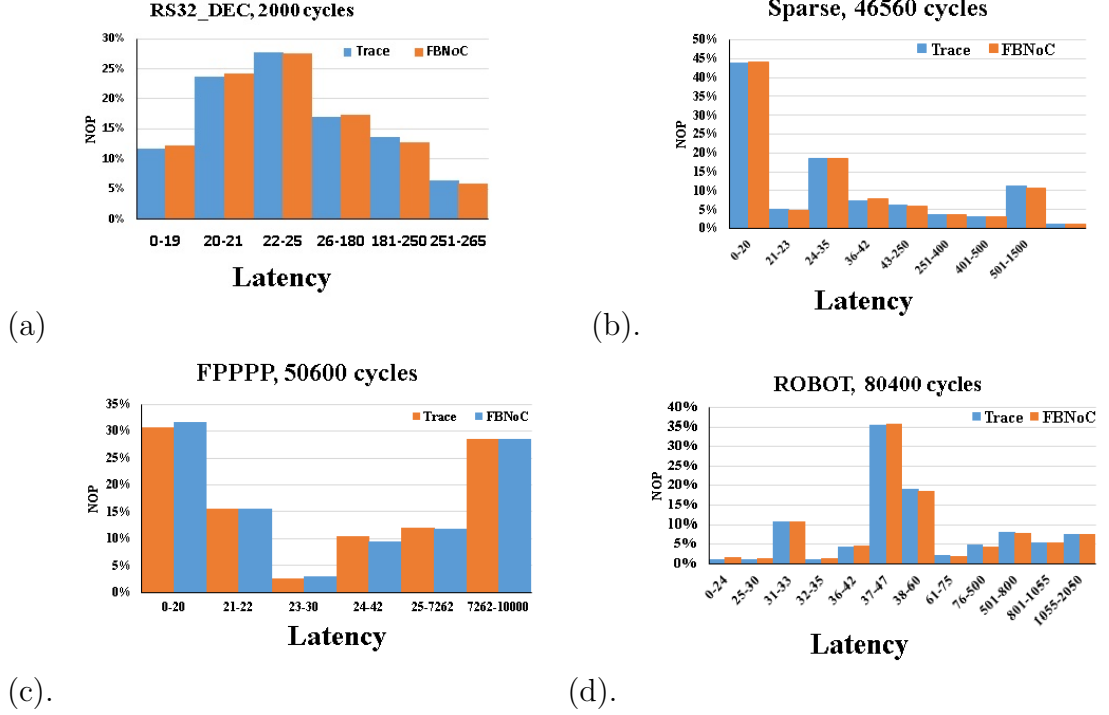 RS32_DEC, 2000 cycles
30%
25%
20%
15%
10%
5%
0%
NOP
Trace FBNoC
0-19 20-21 22-25 26-180 181-250 251-265
Latency
(a)
Sparse, 46560 cycles
50%
45%
40%
35%
30%
25%
20%
15%
10%
5%
0%
NOP
Trace FBNoC
0-20 21-23 24-35 36-42 43-250 251-400 401-500 501-1500
Latency
(b).
FPPPP, 50600 cycles
35%
30%
25%
20%
15%
10%
5%
0%
NOP
Trace FBNoC
0-20 21-22 23-30 24-42 25-7262 7262-10000
Latency
(c).
ROBOT, 80400 cycles
40%
35%
30%
25%
20%
15%
10%
5%
0%
NOP
Trace FBNoC
0-24 25-30 31-33 32-35 36-42 37-47 38-60 61-75 76-500 501-800 801-1055 1055-2050
Latency
(d).